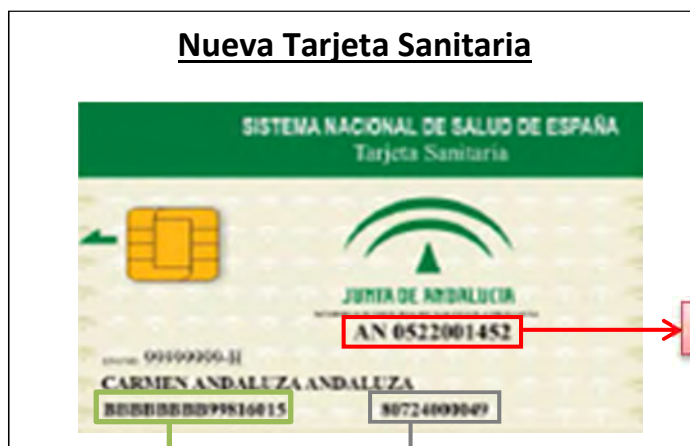 Nueva Tarjeta Sanitaria
SISTEMA NACIONAL DE SALUD DE ESPAÑA
Tarjeta Sanitaria
JUNTA DE ANDALUCIA
AN 0522001452
99999999-H
CARMEN ANDALUZA ANDALUZA
BBBBBBBB99816015 80724000049